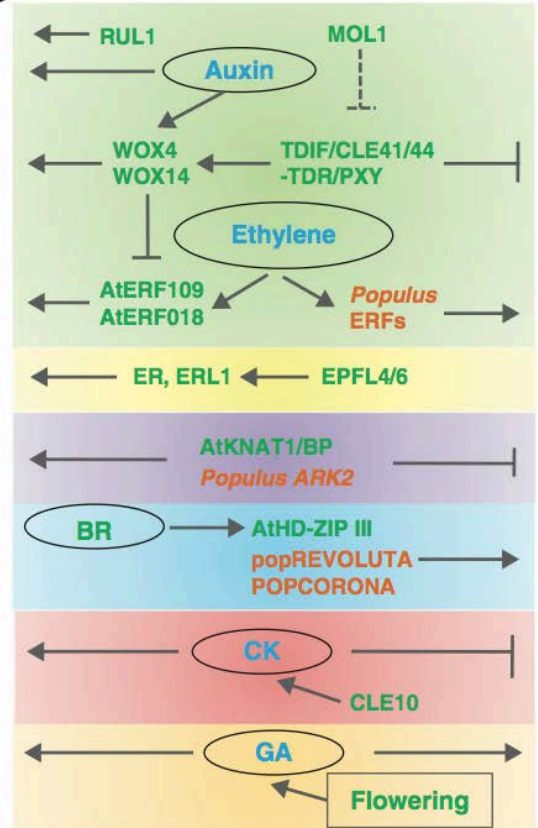 RUL1
MOL1
Auxin
WOX4
WOX14
TDIF/CLE41/44
-TDR/PXY
Ethylene
AtERF109
AtERF018
Populus
ERFs
ER, ERL1
EPFL4/6
AtKNAT1/BP
Populus ARK2
BR
AtHD-ZIP III
popREVOLUTA
POPCORONA
CK
CLE10
GA
Flowering